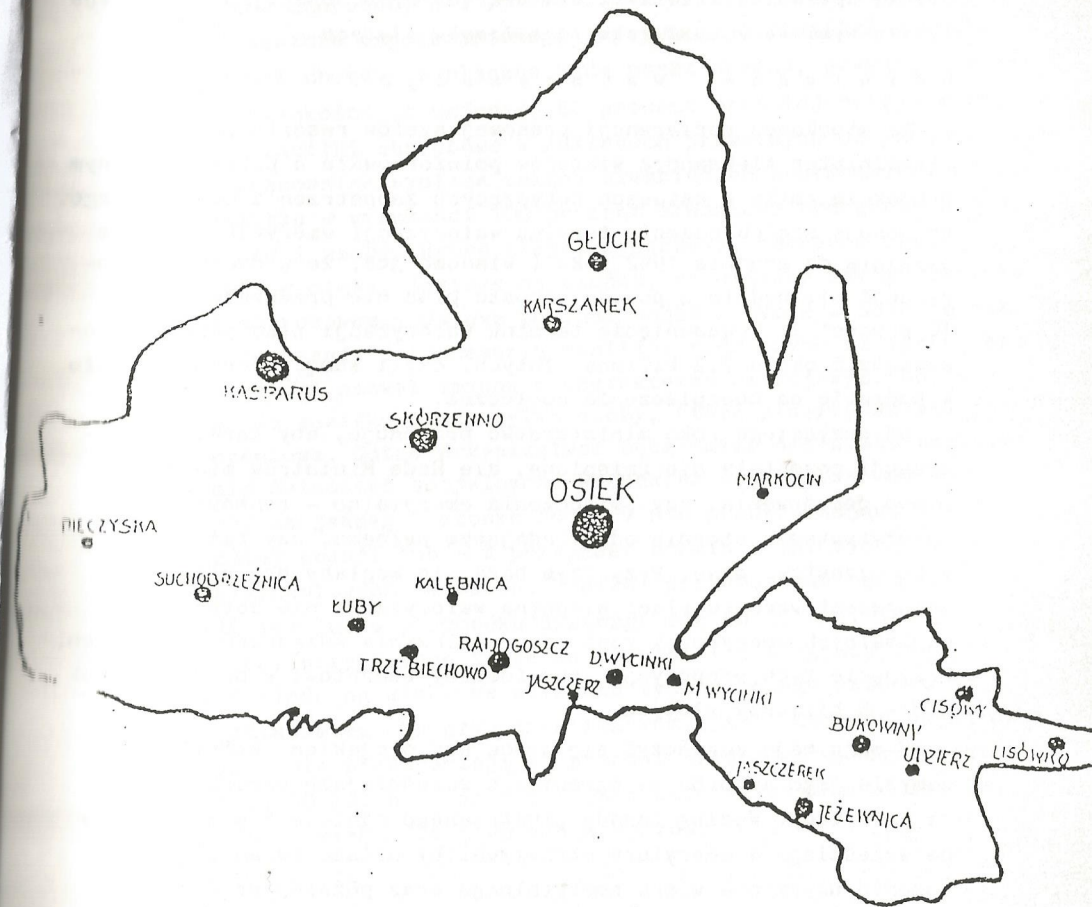 GŁUCHE
KARSZANEK
KASPARUS
SKÓRZENNO
OSIEK
MARKOCIN
PIECZYSKA
SUCHOBRZEŹNICA
KALĘBNICA
ŁUBY
RADOGOSZCZ
TRZEBIECHOWO
D.WYCINKI
JASZCZERZ
M WYCINKI
CISOWY
BUKOWINY
UDZIERZ
LISÓWKO
JASZCZEREK
JEŻEWNICA